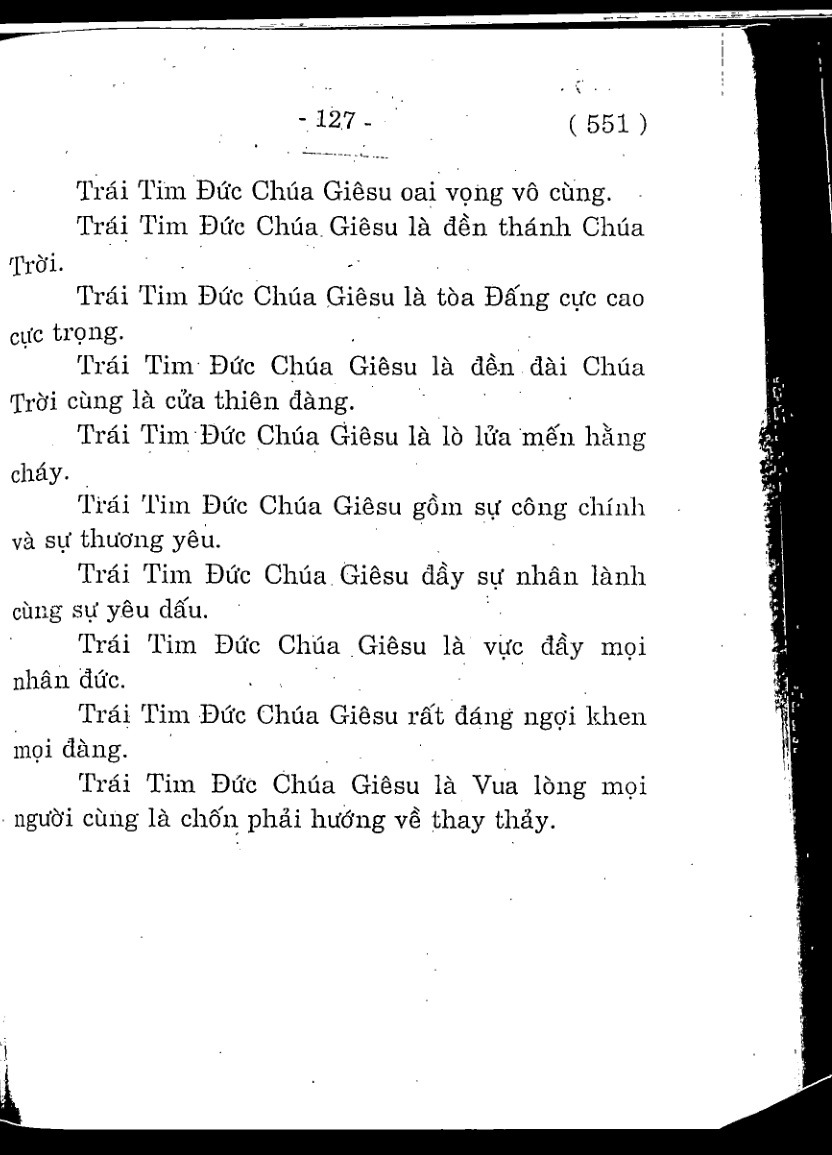 - 127 -
( 551 )
Trái Tim Đức Chúa Giêsu oai vọng vô cùng.
Trái Tim Đức Chúa Giêsu là đền thánh Chúa
Trời.
Trái Tim Đức Chúa Giêsu là tòa Đấng cực cao
cực trọng.
Trái Tim Đức Chúa Giêsu là đền đài Chúa
Trời cùng là cửa thiên đàng.
Trái Tim Đức Chúa Giêsu là lò lửa mến hằng
cháy.
Trái Tim Đức Chúa Giêsu gồm sự công chính
và sự thương yêu.
Trái Tim Đức Chúa Giêsu đầy sự nhân lành
cùng sự yêu dấu.
Trái Tim Đức Chúa Giêsu là vực đầy mọi
nhân đức.
Trái Tim Đức Chúa Giêsu rất đáng ngợi khen
mọi đàng.
Trái Tim Đức Chúa Giêsu là Vua lòng mọi
người cùng là chốn phải hướng về thay thảy.